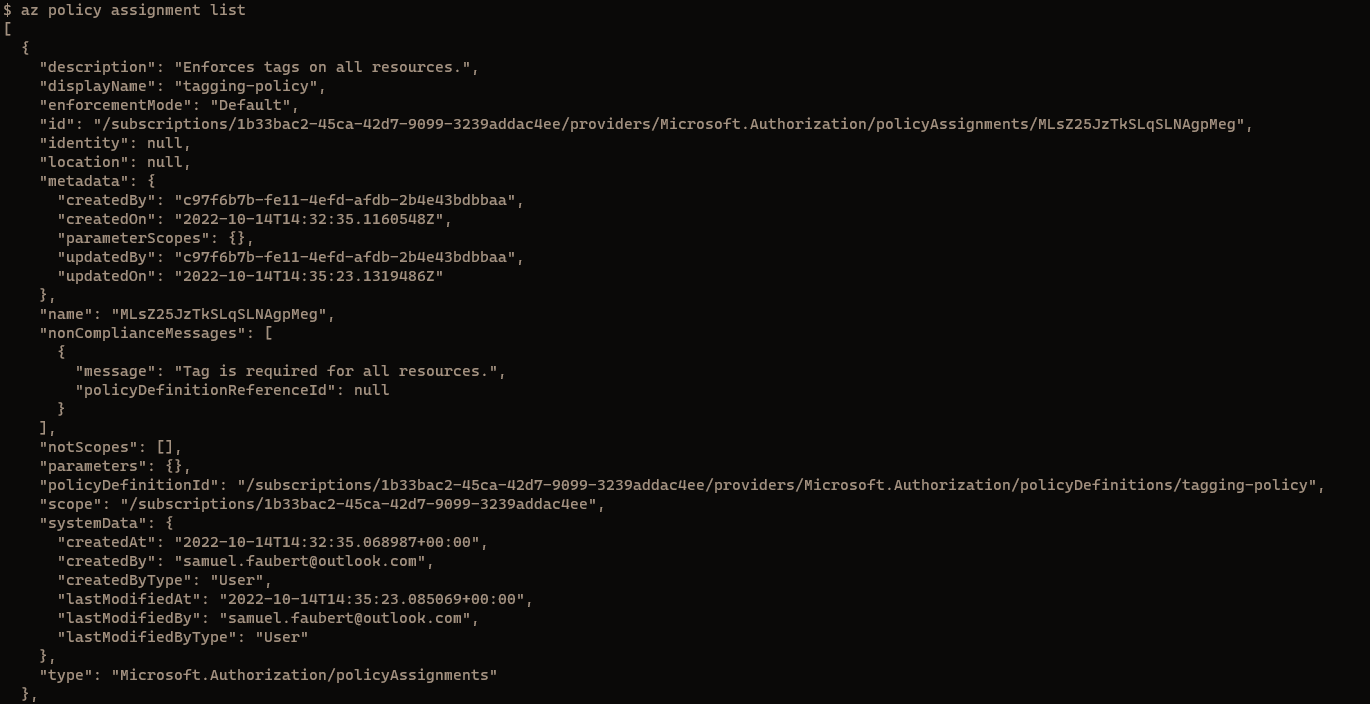 $ az policy assignment list
[
  {
    "description": "Enforces tags on all resources.",
    "displayName": "tagging-policy",
    "enforcementMode": "Default",
    "id": "/subscriptions/1b33bac2-45ca-42d7-9099-3239addac4ee/providers/Microsoft.Authorization/policyAssignments/MLsZ25JzTkSLqSLNAgpMeg",
    "identity": null,
    "location": null,
    "metadata": {
      "createdBy": "c97f6b7b-fe11-4efd-afdb-2b4e43bdbbaa",
      "createdOn": "2022-10-14T14:32:35.1160548Z",
      "parameterScopes": {},
      "updatedBy": "c97f6b7b-fe11-4efd-afdb-2b4e43bdbbaa",
      "updatedOn": "2022-10-14T14:35:23.1319486Z"
    },
    "name": "MLsZ25JzTkSLqSLNAgpMeg",
    "nonComplianceMessages": [
      {
        "message": "Tag is required for all resources.",
        "policyDefinitionReferenceId": null
      }
    ],
    "notScopes": [],
    "parameters": {},
    "policyDefinitionId": "/subscriptions/1b33bac2-45ca-42d7-9099-3239addac4ee/providers/Microsoft.Authorization/policyDefinitions/tagging-policy",
    "scope": "/subscriptions/1b33bac2-45ca-42d7-9099-3239addac4ee",
    "systemData": {
      "createdAt": "2022-10-14T14:32:35.068987+00:00",
      "createdBy": "samuel.faubert@outlook.com",
      "createdByType": "User",
      "lastModifiedAt": "2022-10-14T14:35:23.085069+00:00",
      "lastModifiedBy": "samuel.faubert@outlook.com",
      "lastModifiedByType": "User"
    },
    "type": "Microsoft.Authorization/policyAssignments"
  },